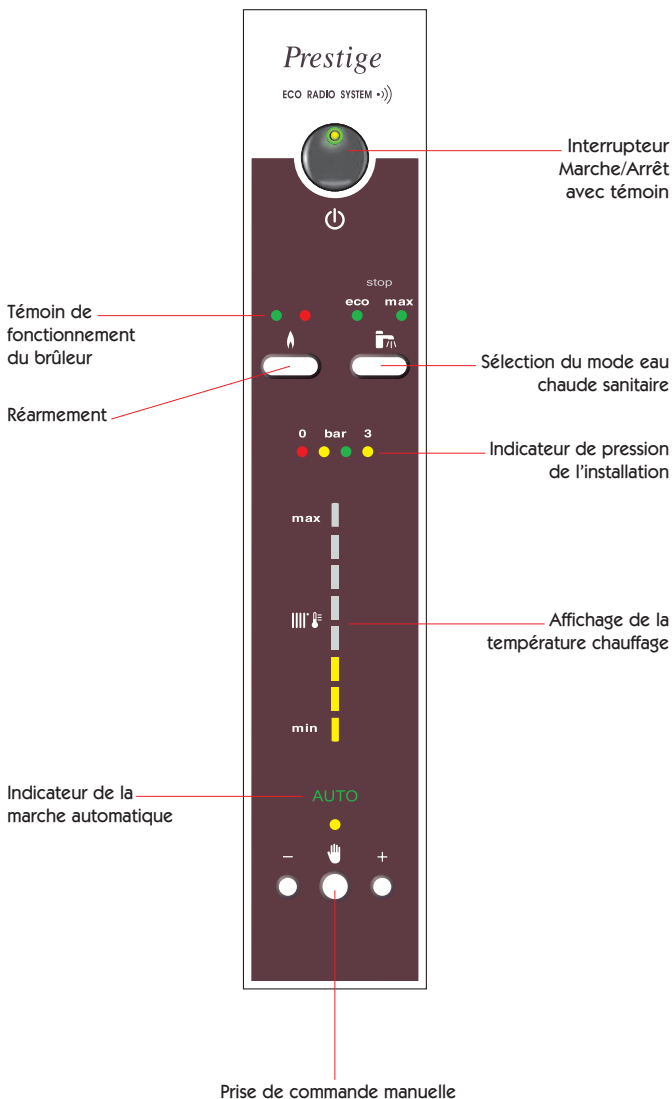 Prestige
ECO RADIO SYSTEM
Interrupteur
Marche/Arrêt
avec témoin
stop
eco max
Témoin de
fonctionnement
du brûleur
Sélection du mode eau
chaude sanitaire
Réarmement
0 bar 3
Indicateur de pression
de l'installation
max
Affichage de la
température chauffage
min
Indicateur de la
marche automatique
AUTO
– +
Prise de commande manuelle